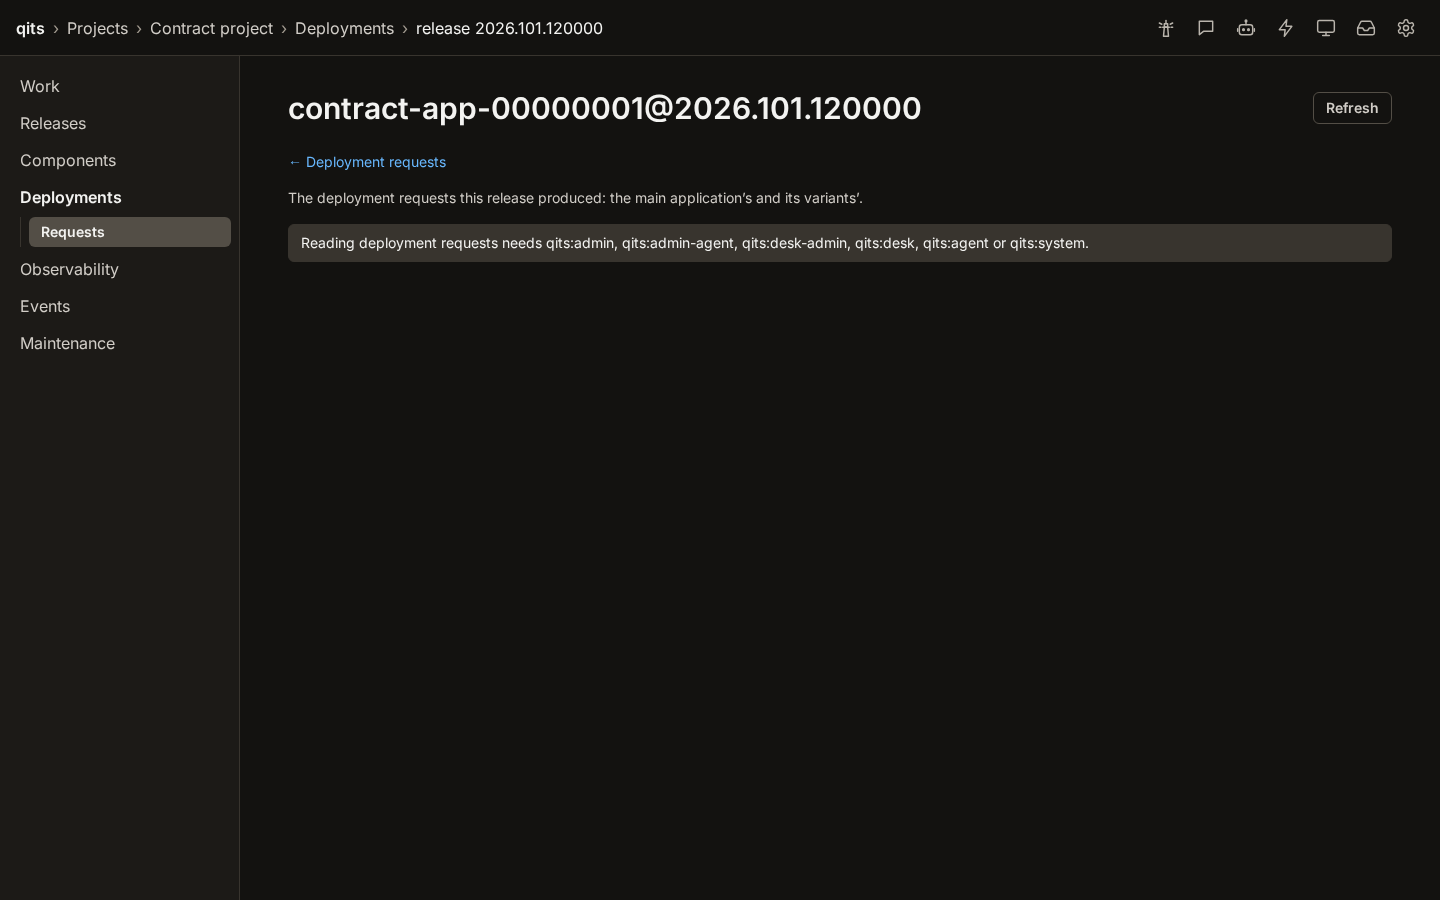 qits › Projects › Contract project › Deployments › release 2026.101.120000
Work
Releases
Components
Deployments
Requests
Observability
Events
Maintenance
contract-app-00000001@2026.101.120000
Refresh
← Deployment requests
The deployment requests this release produced: the main application’s and its variants’.
Reading deployment requests needs qits:admin, qits:admin-agent, qits:desk-admin, qits:desk, qits:agent or qits:system.